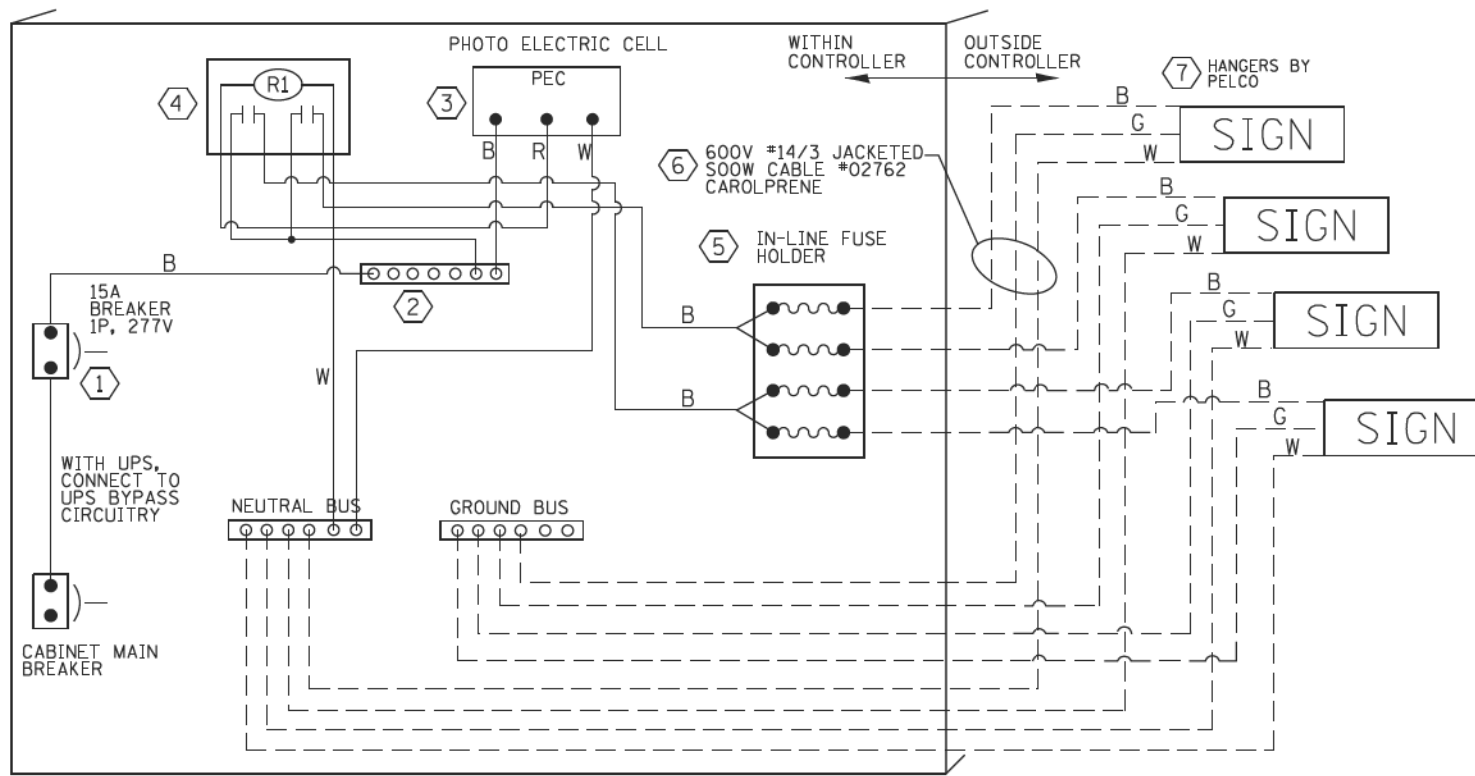 PHOTO ELECTRIC CELL
WITHIN
CONTROLLER
OUTSIDE
CONTROLLER
7
HANGERS BY
PELCO
R1
4
3
PEC
B
R
W
6
600V #14/3 JACKETED
SOOW CABLE #02762
CAROLPRENE
B
G
W
SIGN
B
G
W
SIGN
5
IN-LINE FUSE
HOLDER
B
2
15A
BREAKER
1P, 277V
1
W
B
B
B
G
W
SIGN
B
G
W
SIGN
WITH UPS,
CONNECT TO
UPS BYPASS
CIRCUITRY
NEUTRAL BUS
GROUND BUS
CABINET MAIN
BREAKER